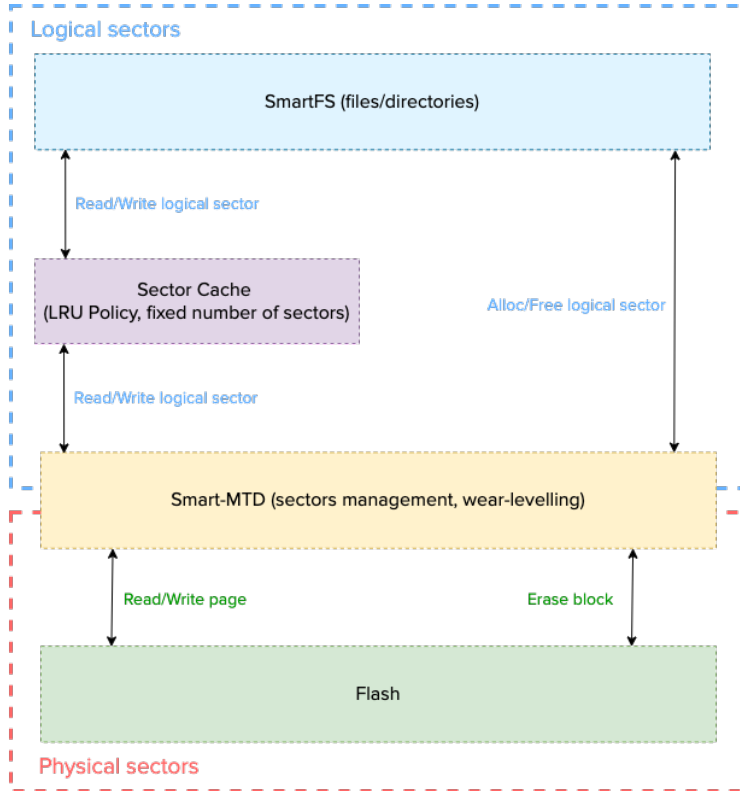 Logical sectors
SmartFS (files/directories)
Read/Write logical sector
Sector Cache
(LRU Policy, fixed number of sectors)
Alloc/Free logical sector
Read/Write logical sector
Smart-MTD (sectors management, wear-levelling)
Read/Write page
Erase block
Flash
Physical sectors